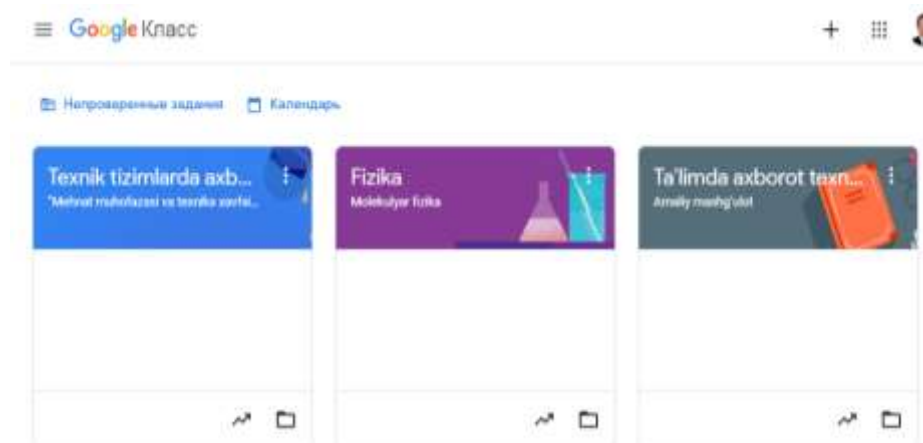 Google Класс
Непроверенные задания
Календарь
Texnik tizimlarda axb...
"Mehnat muhofazasi va texnika xavfsi...
Fizika
Molekulyar fizika
Ta'limda axborot texn...
Amaliy mashg'ulot